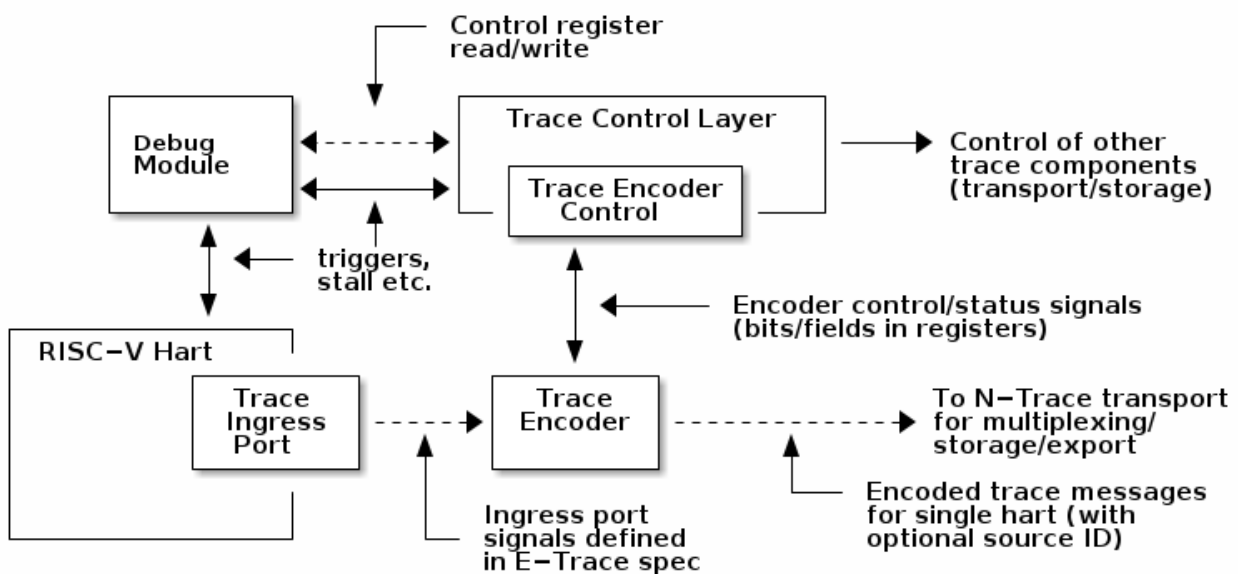 Control register
read/write
Debug
Module
Trace Control Layer
Trace Encoder
Control
Control of other
trace components
(transport/storage)
triggers,
stall etc.
Encoder control/status signals
(bits/fields in registers)
RISC−V Hart
Trace
Ingress
Port
Trace
Encoder
To N−Trace transport
for multiplexing/
storage/export
Ingress port
signals defined
in E−Trace spec
Encoded trace messages
for single hart (with
optional source ID)